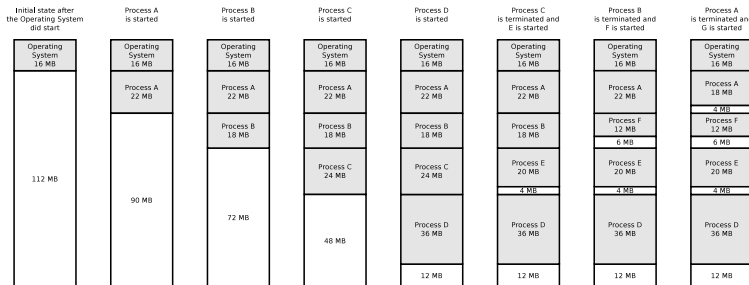 Initial state after
the Operating System
did start
Process A
is started
Process B
is started
Process C
is started
Process D
is started
Process C
is terminated and
E is started
Process B
is terminated and
F is started
Process A
is terminated and
G is started
Operating
System
16 MB
112 MB
Operating
System
16 MB
Process A
22 MB
90 MB
Operating
System
16 MB
Process A
22 MB
Process B
18 MB
72 MB
Operating
System
16 MB
Process A
22 MB
Process B
18 MB
Process C
24 MB
48 MB
Operating
System
16 MB
Process A
22 MB
Process B
18 MB
Process C
24 MB
Process D
36 MB
12 MB
Operating
System
16 MB
Process A
22 MB
Process B
18 MB
Process E
20 MB
4 MB
Process D
36 MB
12 MB
Operating
System
16 MB
Process A
22 MB
Process F
12 MB
6 MB
Process E
20 MB
4 MB
Process D
36 MB
12 MB
Operating
System
16 MB
Process A
18 MB
4 MB
Process F
12 MB
6 MB
Process E
20 MB
4 MB
Process D
36 MB
12 MB